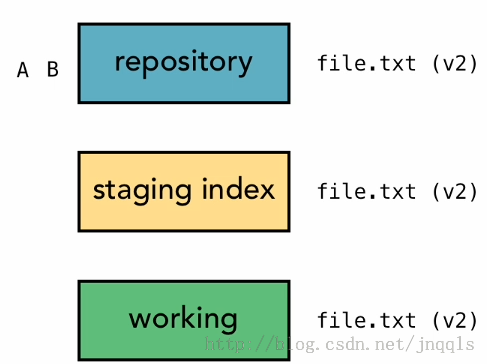 A B repository file.txt (v2)
staging index file.txt (v2)
working file.txt (v2)
http://blog.csdn.net/jnqqls